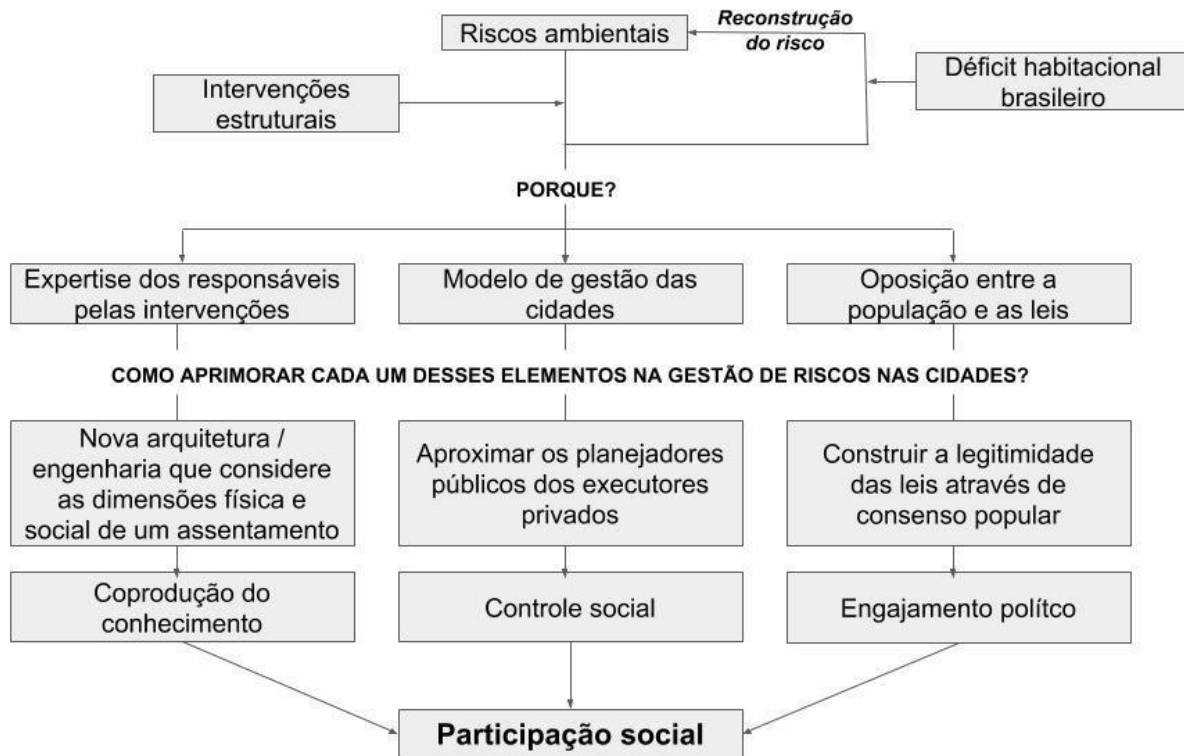 Riscos ambientais
Reconstrução
do risco
Déficit habitacional
brasileiro
Intervenções
estruturais
PORQUE?
Expertise dos responsáveis
pelas intervenções
Modelo de gestão das
cidades
Oposição entre a
população e as leis
COMO APRIMORAR CADA UM DESSES ELEMENTOS NA GESTÃO DE RISCOS NAS CIDADES?
Nova arquitetura /
engenharia que considere
as dimensões física e
social de um assentamento
Aproximar os planejadores
públicos dos executores
privados
Construir a legitimidade
das leis através de
consenso popular
Coprodução do
conhecimento
Controle social
Engajamento polítco
Participação social